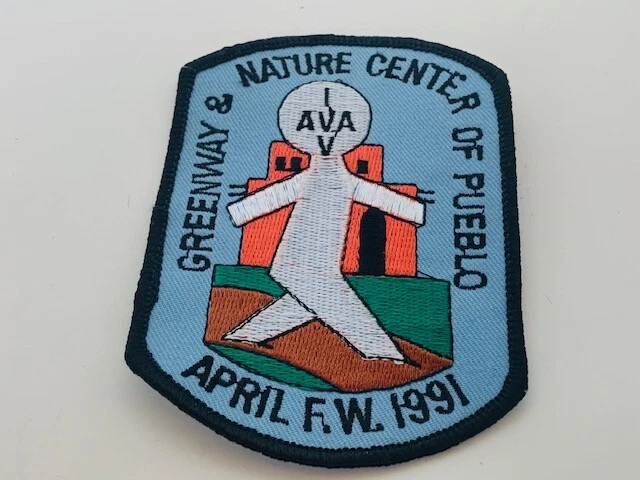 GREENWAY & NATURE CENTER OF PUEBLO
I
AVA
V
APRIL F.W. 1991